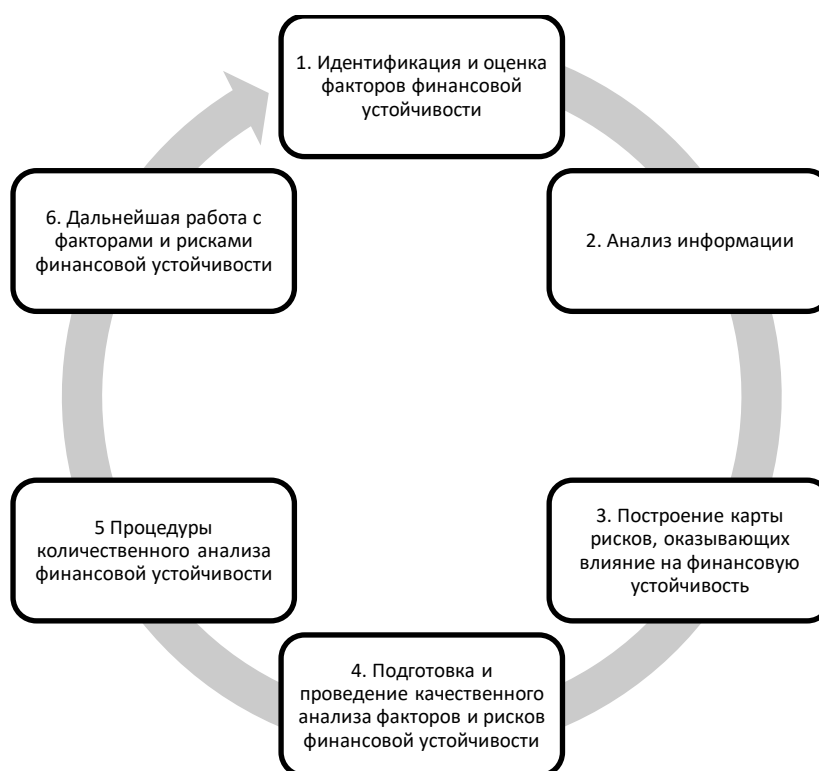 1. Идентификация и оценка
факторов финансовой
устойчивости
2. Анализ информации
3. Построение карты
рисков, оказывающих
влияние на финансовую
устойчивость
4. Подготовка и
проведение качественного
анализа факторов и рисков
финансовой устойчивости
5 Процедуры
количественного анализа
финансовой устойчивости
6. Дальнейшая работа с
факторами и рисками
финансовой устойчивости